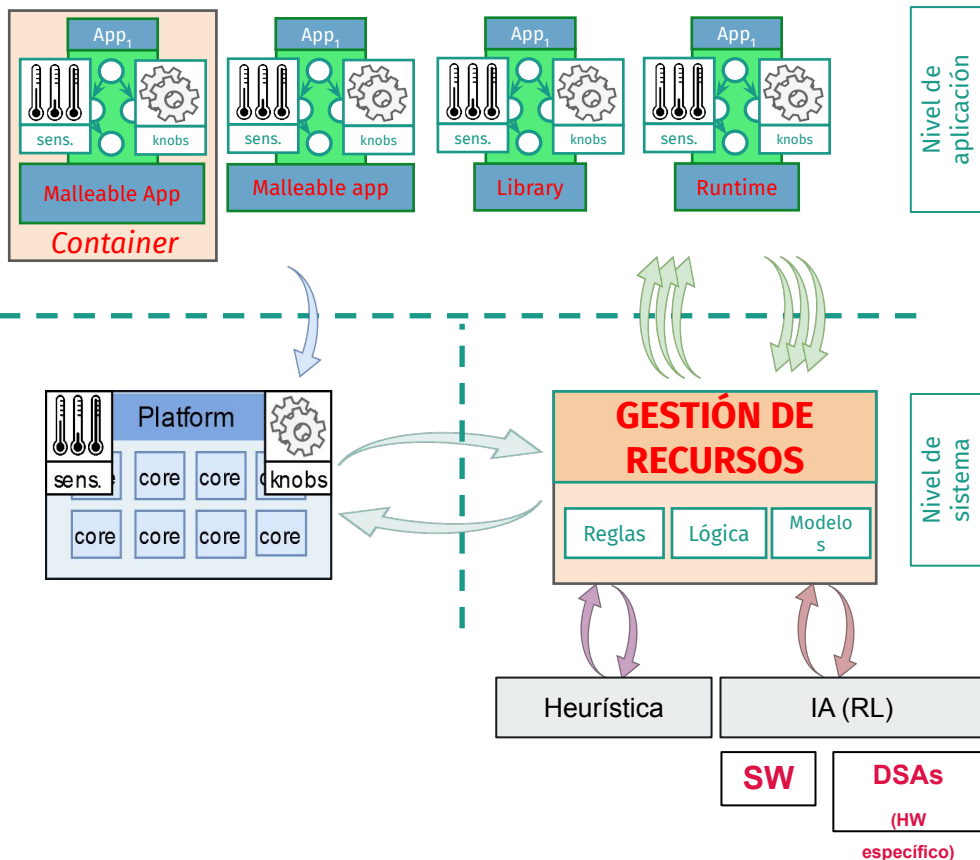 App1
App1
App1
App1
sens.
knobs
sens.
knobs
sens.
knobs
sens.
knobs
Malleable App
Malleable app
Library
Runtime
Container
Nivel de
aplicación
Platform
sens.
knobs
core
core
core
core
core
core
GESTIÓN DE
RECURSOS
Reglas
Lógica
Modelo
s
Nivel de
sistema
Heurística
IA (RL)
SW
DSAs
(HW
específico)